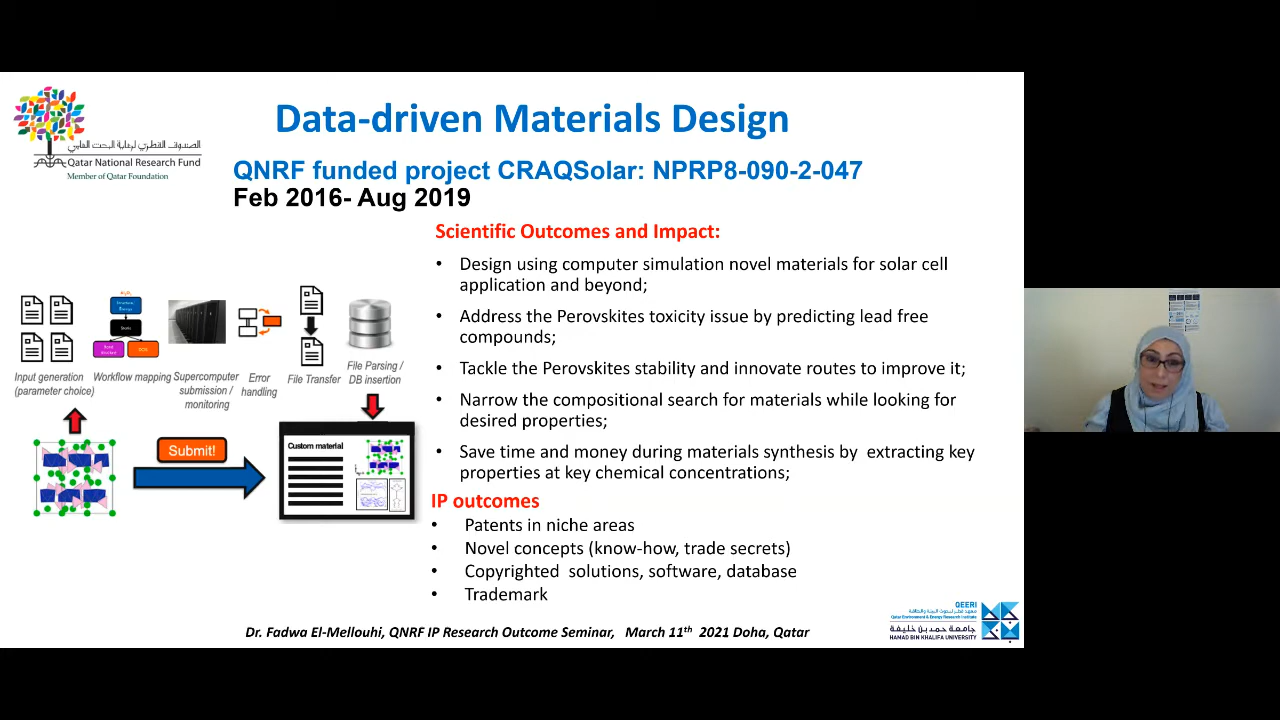 Data-driven Materials Design
الصندوق القطري لرعاية البحث العلمي
Qatar National Research Fund
Member of Qatar Foundation
QNRF funded project CRAQSolar: NPRP8-090-2-047
Feb 2016- Aug 2019
Scientific Outcomes and Impact:
• Design using computer simulation novel materials for solar cell
application and beyond;
• Address the Perovskites toxicity issue by predicting lead free
compounds;
• Tackle the Perovskites stability and innovate routes to improve it;
• Narrow the compositional search for materials while looking for
desired properties;
• Save time and money during materials synthesis by extracting key
properties at key chemical concentrations;
IP outcomes
• Patents in niche areas
• Novel concepts (know-how, trade secrets)
• Copyrighted solutions, software, database
• Trademark
Input generation
(parameter choice)
Workflow mapping
Supercomputer
submission /
monitoring
Error
handling
File Transfer
File Parsing /
DB insertion
Submit!
Custom material
Dr. Fadwa El-Mellouhi, QNRF IP Research Outcome Seminar, March 11th 2021 Doha, Qatar
QEERI
معهد قطر لبحوث البيئة والطاقة
Qatar Environment & Energy Research Institute
جامعة حمد بن خليفة
HAMAD BIN KHALIFA UNIVERSITY